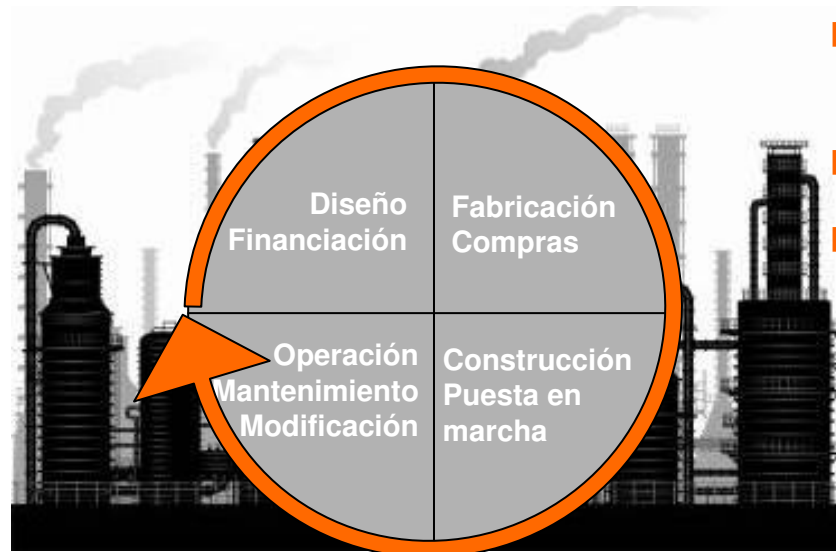 Diseño
Financiación
Fabricación
Compras
Operación
Mantenimiento
Modificación
Construcción
Puesta en
marcha